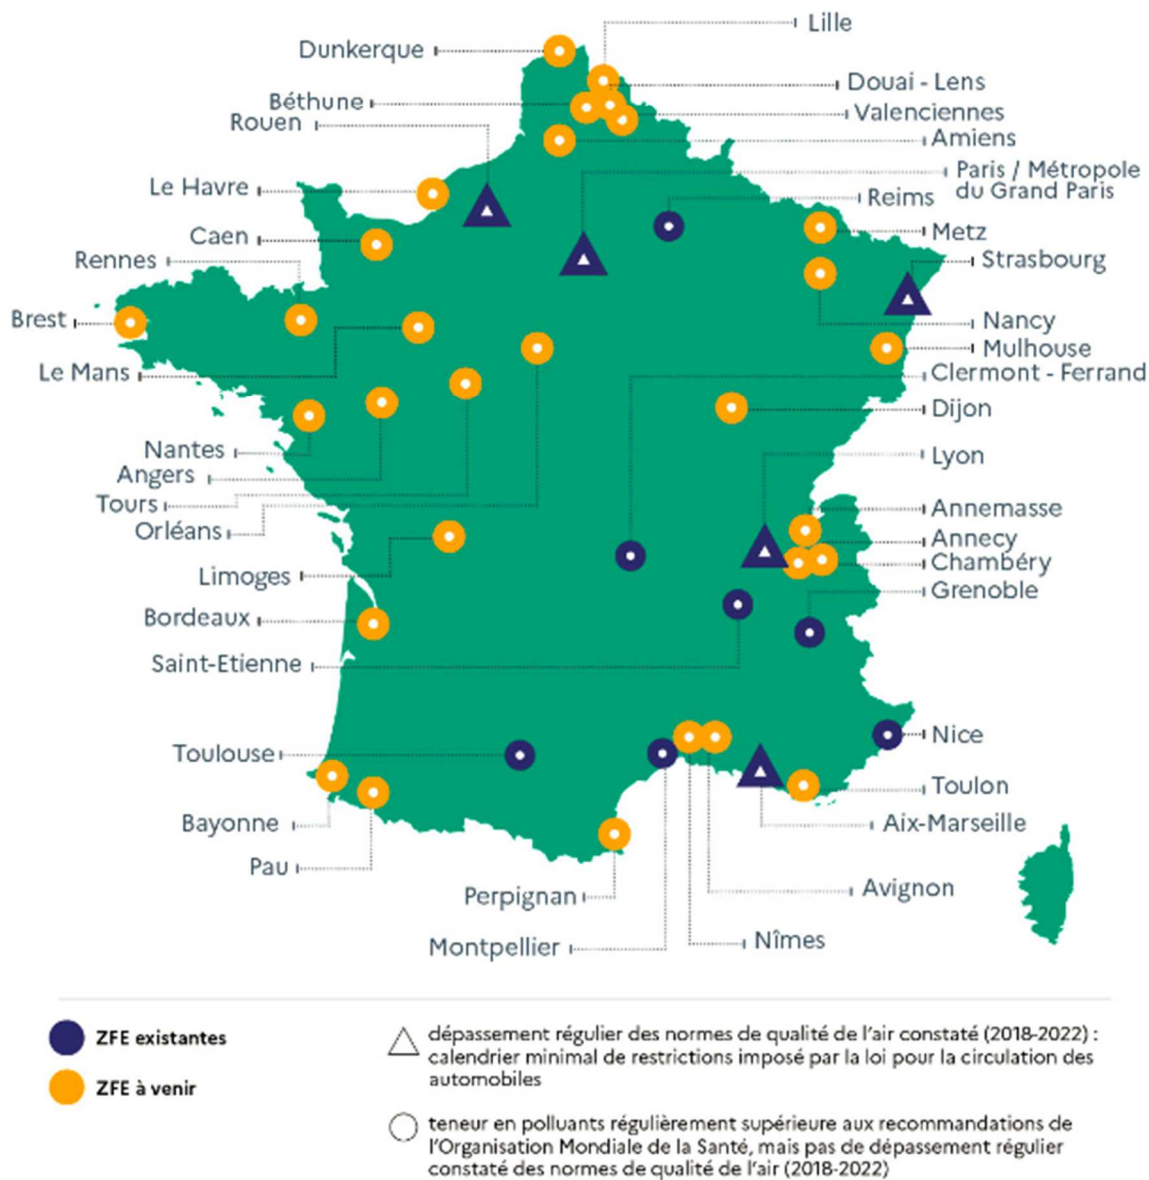 Lille
Dunkerque
Douai - Lens
Béthune
Valenciennes
Rouen
Amiens
Paris / Métropole
du Grand Paris
Le Havre
Reims
Caen
Metz
Rennes
Strasbourg
Brest
Nancy
Mulhouse
Le Mans
Clermont - Ferrand
Dijon
Nantes
Lyon
Angers
Tours
Annemasse
Orléans
Annecy
Chambéry
Limoges
Grenoble
Bordeaux
Saint-Etienne
Nice
Toulouse
Toulon
Bayonne
Aix-Marseille
Pau
Avignon
Perpignan
Nîmes
Montpellier
ZFE existantes
ZFE à venir
dépassement régulier des normes de qualité de l'air constaté (2018-2022) :
calendrier minimal de restrictions imposé par la loi pour la circulation des
automobiles
teneur en polluants régulièrement supérieure aux recommandations de
l'Organisation Mondiale de la Santé, mais pas de dépassement régulier
constaté des normes de qualité de l'air (2018-2022)